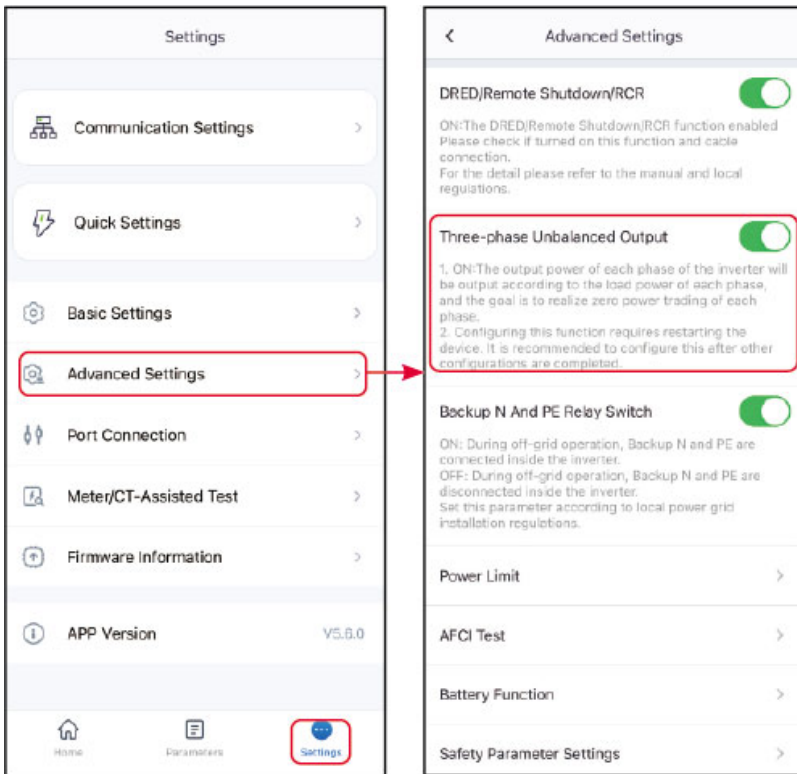 Settings
Communication Settings
Quick Settings
Basic Settings
Advanced Settings
Port Connection
Meter/CT-Assisted Test
Firmware Information
APP Version V5.6.0
Home Parameters Settings
Advanced Settings
DRED/Remote Shutdown/RCR
ON:The DRED/Remote Shutdown/RCR function enabled
Please check if turned on this function and cable
connection.
For the detail please refer to the manual and local
regulations.
Three-phase Unbalanced Output
1. ON:The output power of each phase of the inverter will
be output according to the load power of each phase,
and the goal is to realize zero power trading of each
phase.
2. Configuring this function requires restarting the
device. It is recommended to configure this after other
configurations are completed.
Backup N And PE Relay Switch
ON: During off-grid operation, Backup N and PE are
connected inside the inverter.
OFF: During off-grid operation, Backup N and PE are
disconnected inside the inverter.
Set this parameter according to local power grid
installation regulations.
Power Limit
AFCI Test
Battery Function
Safety Parameter Settings